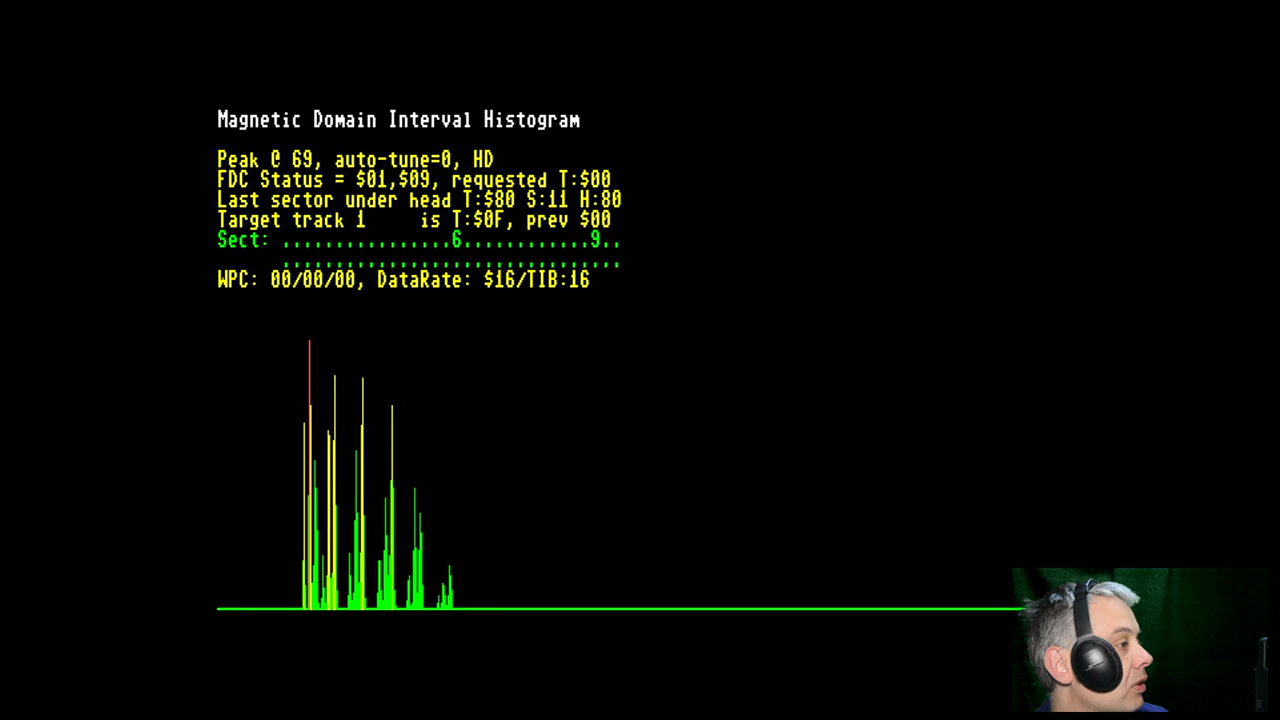 Magnetic Domain Interval Histogram
Peak @ 69, auto-tune=0, HD
FDC Status = $01,$09, requested T:$00
Last sector under head T:$80 S:11 H:80
Target track 1     is T:$0F, prev $00
Sect: ................6............9..
................................
WPC: 00/00/00, DataRate: $16/TIB:16